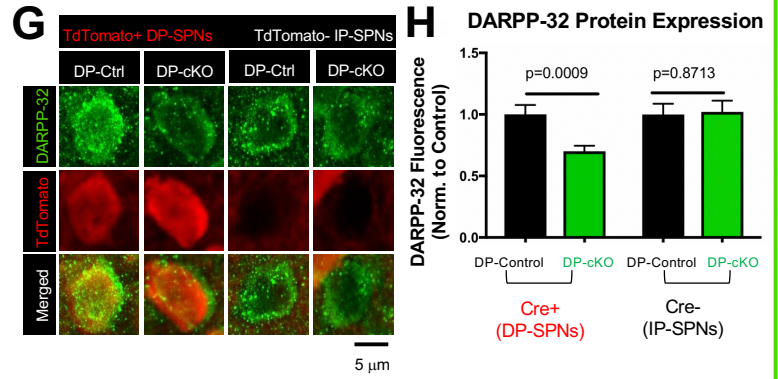 G
TdTomato+ DP-SPNs
TdTomato- IP-SPNs
DP-Ctrl
DP-cKO
DP-Ctrl
DP-cKO
DARPP-32
TdTomato
Merged
5 μm
H
DARPP-32 Protein Expression
DARPP-32 Fluorescence
(Norm. to Control)
1.5
1.0
0.5
0.0
p=0.0009
p=0.8713
DP-Control
DP-cKO
DP-Control
DP-cKO
Cre+
(DP-SPNs)
Cre-
(IP-SPNs)